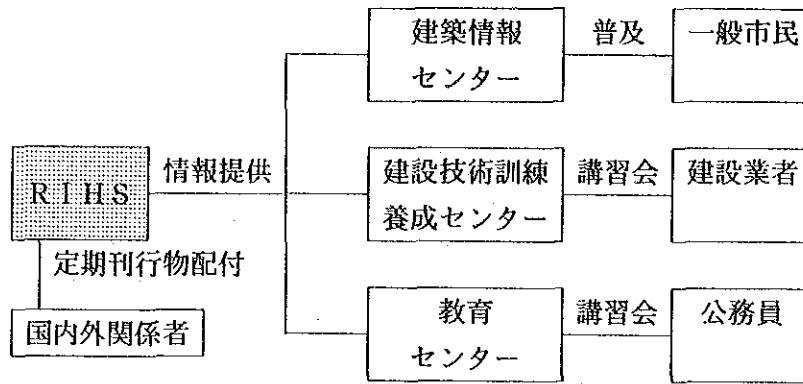 建築情報
センター
普及
一般市民
RIHS
情報提供
建設技術訓練
養成センター
講習会
建設業者
定期刊行物配付
国内外関係者
教育
センター
講習会
公務員